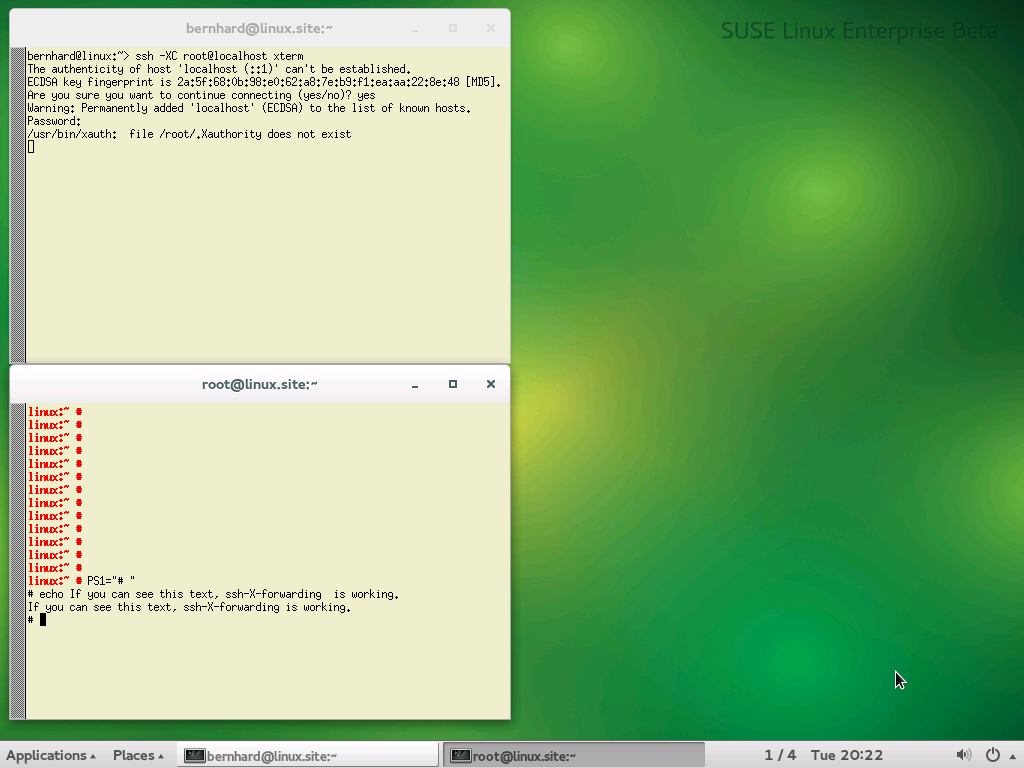 SUSE Linux Enterprise Beta
bernhard@linux.site:~
bernhard@linux:~> ssh -XC root@localhost xterm
The authenticity of host 'localhost (::1)' can't be established.
ECDSA key fingerprint is 2a:5f:68:0b:98:e0:62:a8:7e:b9:f1:ea:aa:22:8e:48 [MD5].
Are you sure you want to continue connecting (yes/no)? yes
Warning: Permanently added 'localhost' (ECDSA) to the list of known hosts.
Password:
/usr/bin/xauth:  file /root/.Xauthority does not exist
root@linux.site:~
linux:~ #
linux:~ #
linux:~ #
linux:~ #
linux:~ #
linux:~ #
linux:~ #
linux:~ #
linux:~ #
linux:~ #
linux:~ #
linux:~ #
linux:~ #
linux:~ # PS1="# "
# echo If you can see this text, ssh-X-forwarding  is working.
If you can see this text, ssh-X-forwarding is working.
#
Applications Places bernhard@linux.site:~ root@linux.site:~ 1 / 4 Tue 20:22